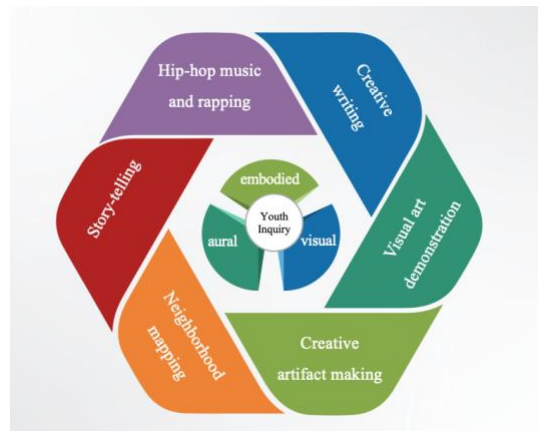 Hip-hop music
and rapping
Creative
writing
Visual art
demonstration
Creative
artifact making
Neighborhood
mapping
Story-telling
embodied
Youth
Inquiry
aural
visual